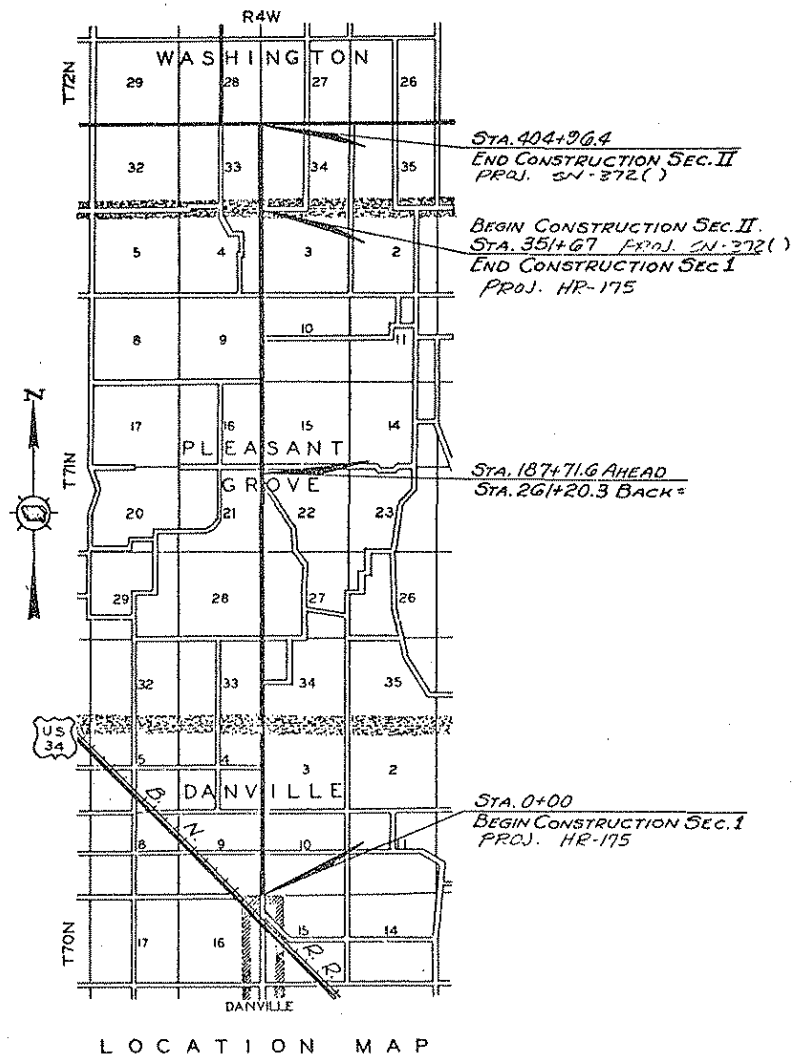 R4W
WASHINGTON
T72N
29 28 27 26
STA. 404+96.4
END CONSTRUCTION SEC. II
PROJ. SN-372( )
32 33 34 35
BEGIN CONSTRUCTION SEC. II.
STA. 351+67 PROJ. SN-372( )
END CONSTRUCTION SEC 1
PROJ. HR-175
5 4 3 2
8 9 10 11
N
17 16 15 14
PLEASANT
T71N
GROVE
STA. 187+71.6 AHEAD
STA. 261+20.3 BACK =
20 21 22 23
29 28 27 26
32 33 34 35
US
34
5 4 3 2
DANVILLE
STA. 0+00
BEGIN CONSTRUCTION SEC. 1
PROJ. HR-175
B. N. R. R.
8 9 10
T70N
17 16 15 14
DANVILLE
LOCATION MAP